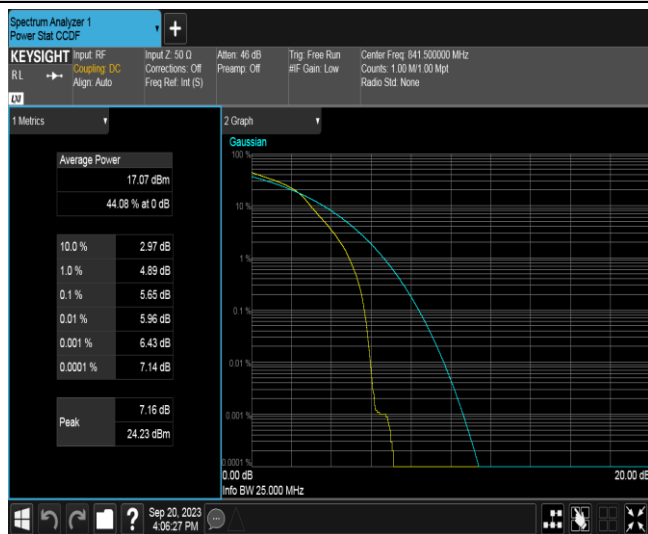 Spectrum Analyzer 1
Power Stat CCDF
+
KEYSIGHT
RL
LXI
Input: RF
Coupling: DC
Align: Auto
Input Z: 50 Ω
Corrections: Off
Freq Ref: Int (S)
Atten: 46 dB
Preamp: Off
Trig: Free Run
#IF Gain: Low
Center Freq: 841.500000 MHz
Counts: 1.00 M/1.00 Mpt
Radio Std: None
1 Metrics
Average Power
17.07 dBm
44.08 % at 0 dB
10.0 % 2.97 dB
1.0 % 4.89 dB
0.1 % 5.65 dB
0.01 % 5.96 dB
0.001 % 6.43 dB
0.0001 % 7.14 dB
Peak
7.16 dB
24.23 dBm
2 Graph
Gaussian
100 %
10 %
1 %
0.1 %
0.01 %
0.001 %
0.0001 %
0.00 dB 20.00 dB
Info BW 25.000 MHz
?
Sep 20, 2023
4:06:27 PM